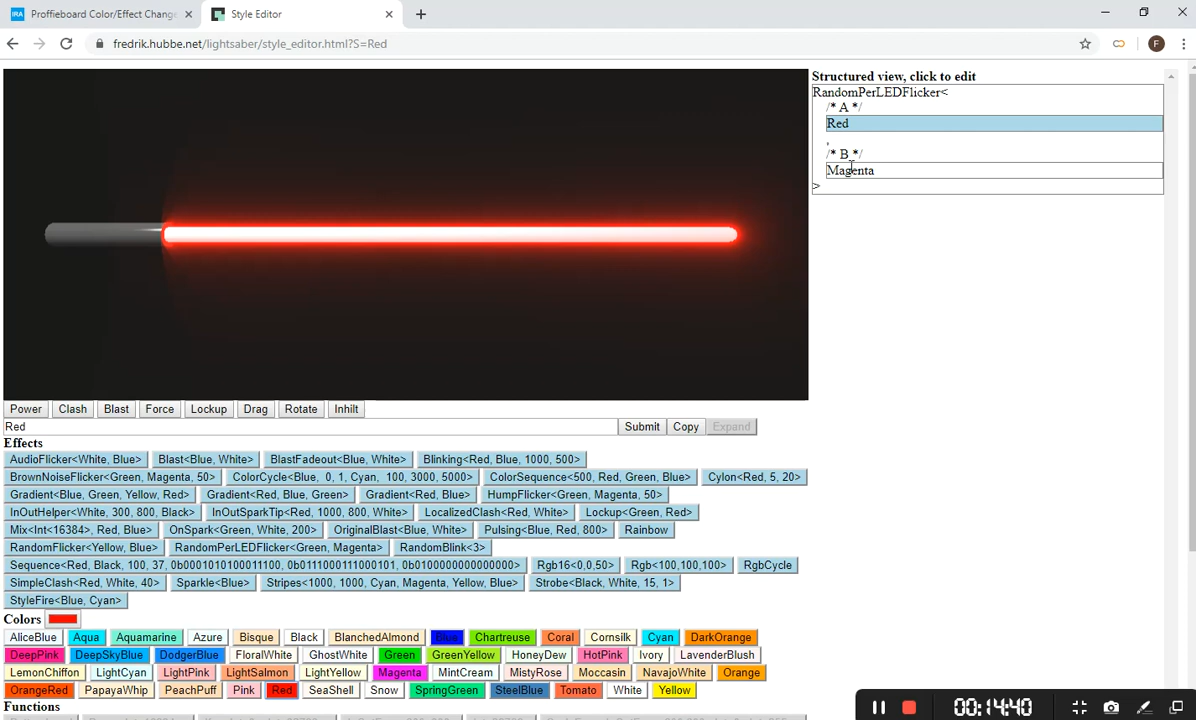 Proffieboard Color/Effect Change
Style Editor
fredrik.hubbe.net/lightsaber/style_editor.html?S=Red
F
Structured view, click to edit
RandomPerLEDFlicker<
/* A */
Red
,
/* B */
Magenta
>
Power Clash Blast Force Lockup Drag Rotate Inhilt
Red Submit Copy Expand
Effects
AudioFlicker<White, Blue> Blast<Blue, White> BlastFadeout<Blue, White> Blinking<Red, Blue, 1000, 500>
BrownNoiseFlicker<Green, Magenta, 50> ColorCycle<Blue, 0, 1, Cyan, 100, 3000, 5000> ColorSequence<500, Red, Green, Blue> Cylon<Red, 5, 20>
Gradient<Blue, Green, Yellow, Red> Gradient<Red, Blue, Green> Gradient<Red, Blue> HumpFlicker<Green, Magenta, 50>
InOutHelper<White, 300, 800, Black> InOutSparkTip<Red, 1000, 800, White> LocalizedClash<Red, White> Lockup<Green, Red>
Mix<Int<16384>, Red, Blue> OnSpark<Green, White, 200> OriginalBlast<Blue, White> Pulsing<Blue, Red, 800> Rainbow
RandomFlicker<Yellow, Blue> RandomPerLEDFlicker<Green, Magenta> RandomBlink<3>
Sequence<Red, Black, 100, 37, 0b0001010100011100, 0b0111000111000101, 0b0100000000000000> Rgb16<0,0,50> Rgb<100,100,100> RgbCycle
SimpleClash<Red, White, 40> Sparkle<Blue> Stripes<1000, 1000, Cyan, Magenta, Yellow, Blue> Strobe<Black, White, 15, 1>
StyleFire<Blue, Cyan>
Colors
AliceBlue Aqua Aquamarine Azure Bisque Black BlanchedAlmond Blue Chartreuse Coral Cornsilk Cyan DarkOrange
DeepPink DeepSkyBlue DodgerBlue FloralWhite GhostWhite Green GreenYellow HoneyDew HotPink Ivory LavenderBlush
LemonChiffon LightCyan LightPink LightSalmon LightYellow Magenta MintCream MistyRose Moccasin NavajoWhite Orange
OrangeRed PapayaWhip PeachPuff Pink Red SeaShell Snow SpringGreen SteelBlue Tomato White Yellow
Functions
00:14:40